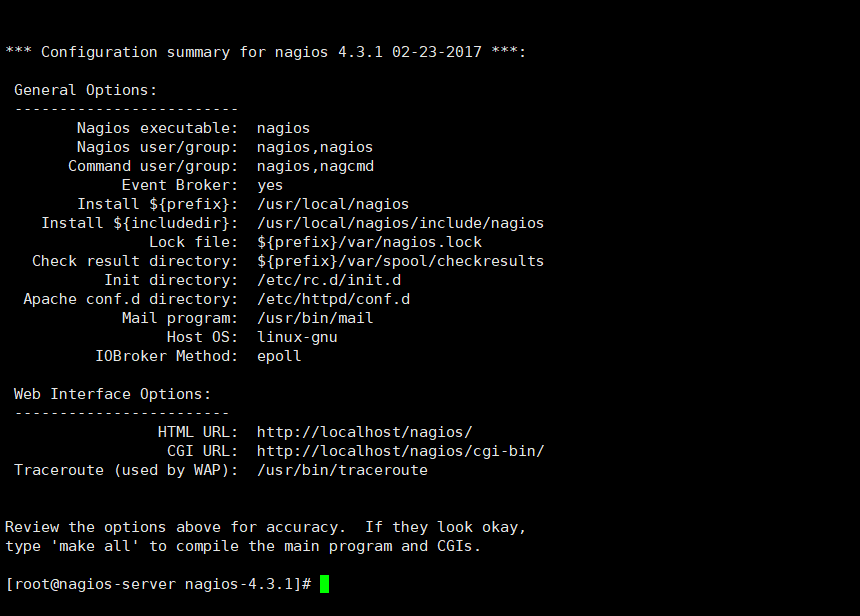 *** Configuration summary for nagios 4.3.1 02-23-2017 ***:
General Options:
-------------------------
Nagios executable:  nagios
Nagios user/group:  nagios,nagios
Command user/group:  nagios,nagcmd
Event Broker:  yes
Install ${prefix}:  /usr/local/nagios
Install ${includedir}:  /usr/local/nagios/include/nagios
Lock file:  ${prefix}/var/nagios.lock
Check result directory:  ${prefix}/var/spool/checkresults
Init directory:  /etc/rc.d/init.d
Apache conf.d directory:  /etc/httpd/conf.d
Mail program:  /usr/bin/mail
Host OS:  linux-gnu
IOBroker Method:  epoll
Web Interface Options:
------------------------
HTML URL:  http://localhost/nagios/
CGI URL:  http://localhost/nagios/cgi-bin/
Traceroute (used by WAP):  /usr/bin/traceroute
Review the options above for accuracy.  If they look okay,
type 'make all' to compile the main program and CGIs.
[root@nagios-server nagios-4.3.1]#